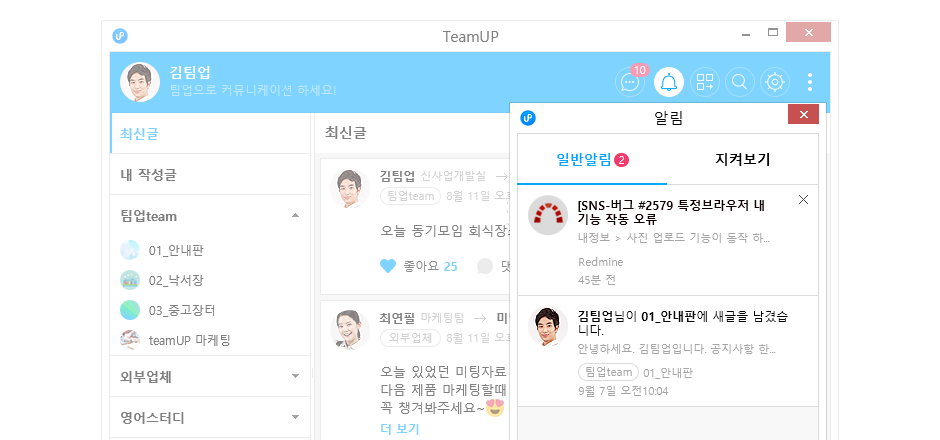 TeamUP
김팀업
팀업으로 커뮤니케이션 하세요!
10
최신글
내 작성글
팀업team
01_안내판
02_낙서장
03_중고장터
teamUP 마케팅
외부업체
영어스터디
최신글
김팀업 신사업개발실 →
팀업team 8월 11일 오후
오늘 동기모임 회식장소
좋아요 25 댓
최연필 마케팅팀 →
외부업체 8월 11일 오후
오늘 있었던 미팅자료
다음 제품 마케팅할때
꼭 챙겨봐주세요~😍
더 보기
UP
알림
일반알림 2
지켜보기
[SNS-버그 #2579 특정브라우저 내
기능 작동 오류
내정보 > 사진 업로드 기능이 동작 하...
Redmine
45분 전
김팀업님이 01_안내판에 새글을 남겼습
니다.
안녕하세요. 김팀업입니다. 공지사항 한...
팀업team 01_안내판
9월 7일 오전10:04